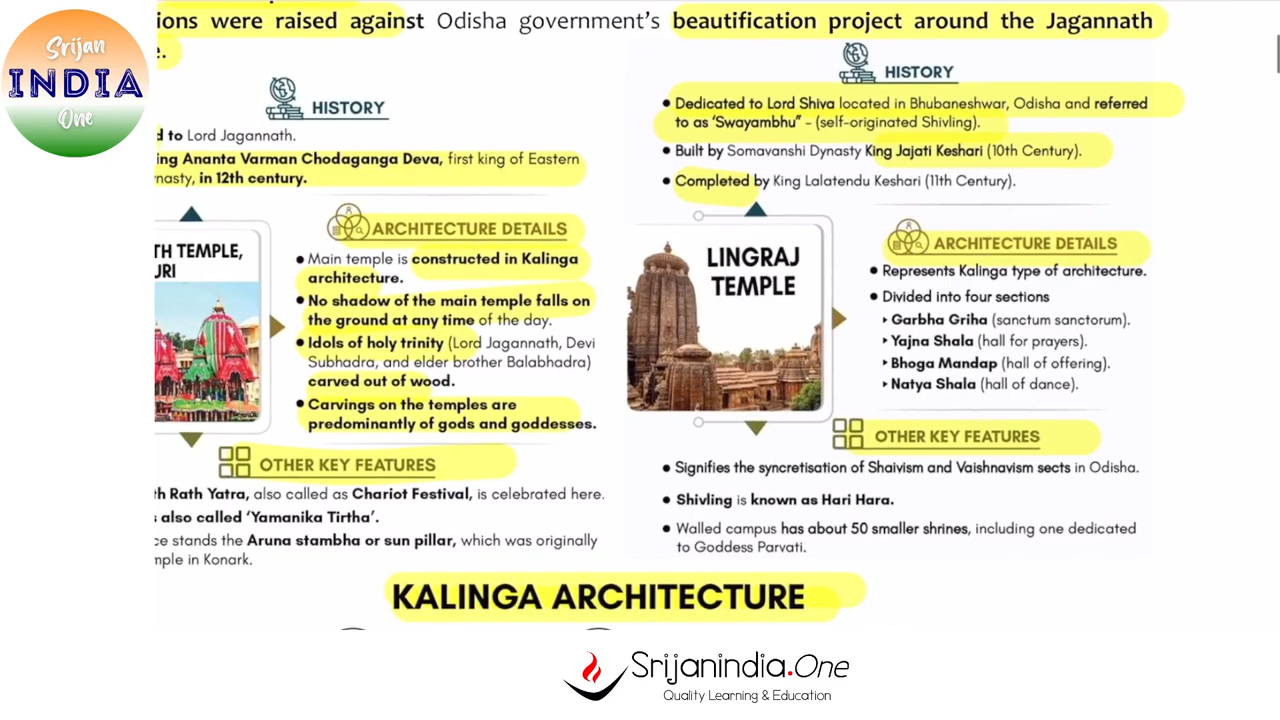 Srijan
INDIA
One
ions were raised against Odisha government's beautification project around the Jagannath
e.
HISTORY
d to Lord Jagannath.
ing Ananta Varman Chodaganga Deva, first king of Eastern
nasty, in 12th century.
TH TEMPLE,
URI
ARCHITECTURE DETAILS
● Main temple is constructed in Kalinga
architecture.
● No shadow of the main temple falls on
the ground at any time of the day.
● Idols of holy trinity (Lord Jagannath, Devi
Subhadra, and elder brother Balabhadra)
carved out of wood.
● Carvings on the temples are
predominantly of gods and goddesses.
OTHER KEY FEATURES
th Rath Yatra, also called as Chariot Festival, is celebrated here.
s also called 'Yamanika Tirtha'.
ce stands the Aruna stambha or sun pillar, which was originally
mple in Konark.
HISTORY
● Dedicated to Lord Shiva located in Bhubaneshwar, Odisha and referred
to as 'Swayambhu" - (self-originated Shivling).
● Built by Somavanshi Dynasty King Jajati Keshari (10th Century).
● Completed by King Lalatendu Keshari (11th Century).
LINGRAJ
TEMPLE
ARCHITECTURE DETAILS
● Represents Kalinga type of architecture.
● Divided into four sections
▸ Garbha Griha (sanctum sanctorum).
▸ Yajna Shala (hall for prayers).
▸ Bhoga Mandap (hall of offering).
▸ Natya Shala (hall of dance).
OTHER KEY FEATURES
● Signifies the syncretisation of Shaivism and Vaishnavism sects in Odisha.
● Shivling is known as Hari Hara.
● Walled campus has about 50 smaller shrines, including one dedicated
to Goddess Parvati.
KALINGA ARCHITECTURE
Srijanindia.One
Quality Learning & Education